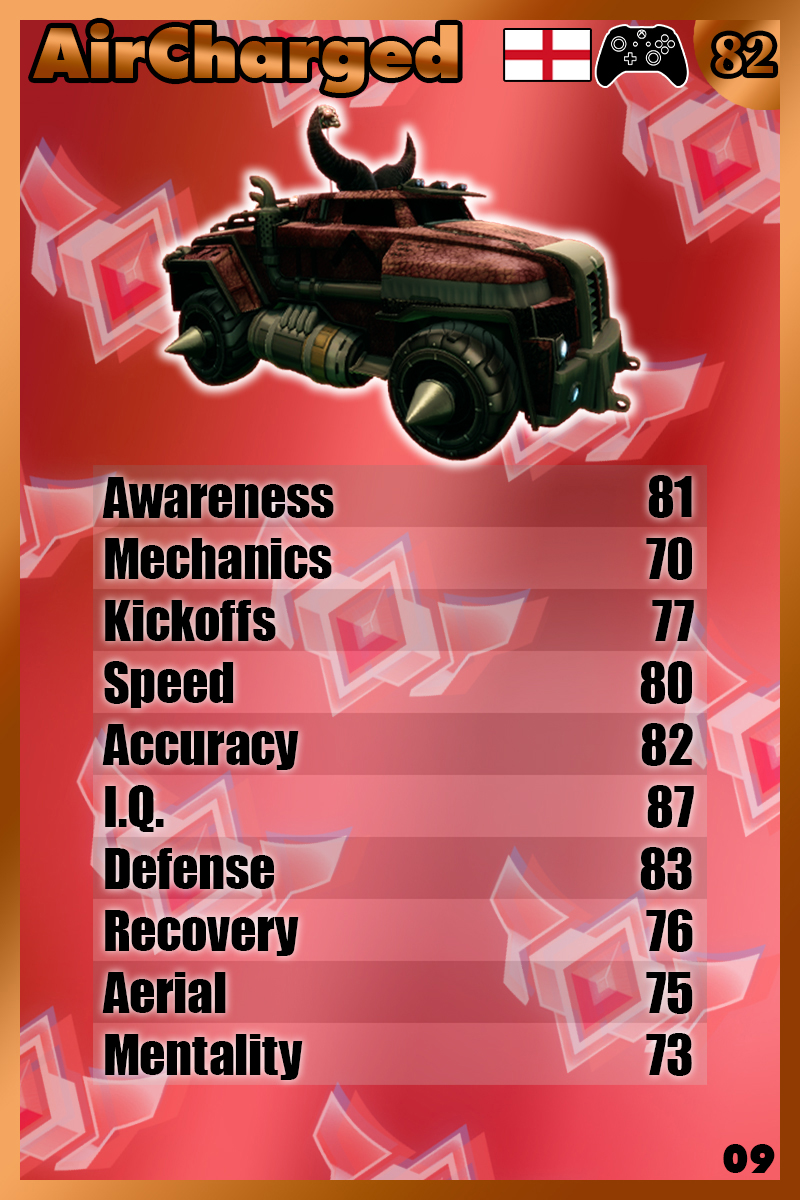 AirCharged 82
Awareness 81
Mechanics 70
Kickoffs 77
Speed 80
Accuracy 82
I.Q. 87
Defense 83
Recovery 76
Aerial 75
Mentality 73
09